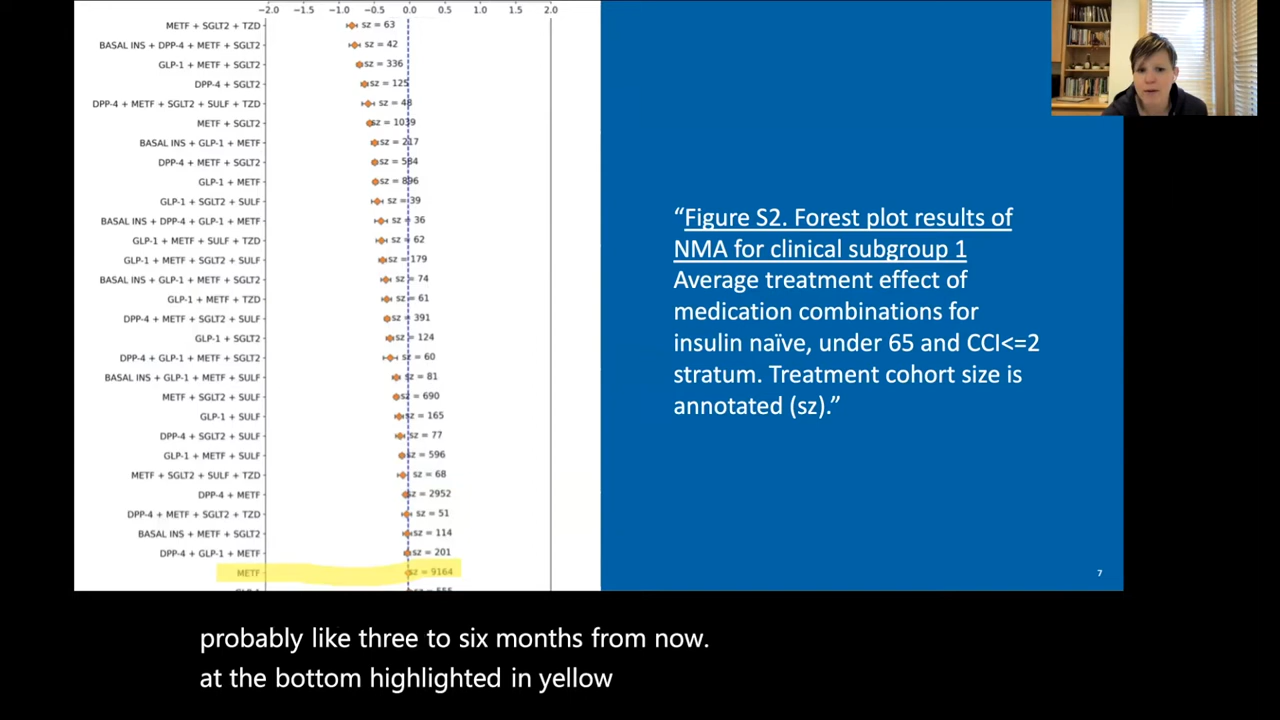 −2.0 −1.5 −1.0 −0.5 0.0 0.5 1.0 1.5 2.0
METF + SGLT2 + TZD sz = 63
BASAL INS + DPP-4 + METF + SGLT2 sz = 42
GLP-1 + METF + SGLT2 sz = 336
DPP-4 + SGLT2 sz = 125
DPP-4 + METF + SGLT2 + SULF + TZD sz = 48
METF + SGLT2 sz = 1039
BASAL INS + GLP-1 + METF sz = 217
DPP-4 + METF + SGLT2 sz = 584
GLP-1 + METF sz = 896
GLP-1 + SGLT2 + SULF sz = 39
BASAL INS + DPP-4 + GLP-1 + METF sz = 36
GLP-1 + METF + SULF + TZD sz = 62
GLP-1 + METF + SGLT2 + SULF sz = 179
BASAL INS + GLP-1 + METF + SGLT2 sz = 74
GLP-1 + METF + TZD sz = 61
DPP-4 + METF + SGLT2 + SULF sz = 391
GLP-1 + SGLT2 sz = 124
DPP-4 + GLP-1 + METF + SGLT2 sz = 60
BASAL INS + GLP-1 + METF + SULF sz = 81
METF + SGLT2 + SULF sz = 690
GLP-1 + SULF sz = 165
DPP-4 + SGLT2 + SULF sz = 77
GLP-1 + METF + SULF sz = 596
METF + SGLT2 + SULF + TZD sz = 68
DPP-4 + METF sz = 2952
DPP-4 + METF + SGLT2 + TZD sz = 51
BASAL INS + METF + SGLT2 sz = 114
DPP-4 + GLP-1 + METF sz = 201
METF sz = 9164
“Figure S2. Forest plot results of
NMA for clinical subgroup 1
Average treatment effect of
medication combinations for
insulin naïve, under 65 and CCI<=2
stratum. Treatment cohort size is
annotated (sz).”
7
probably like three to six months from now.
at the bottom highlighted in yellow